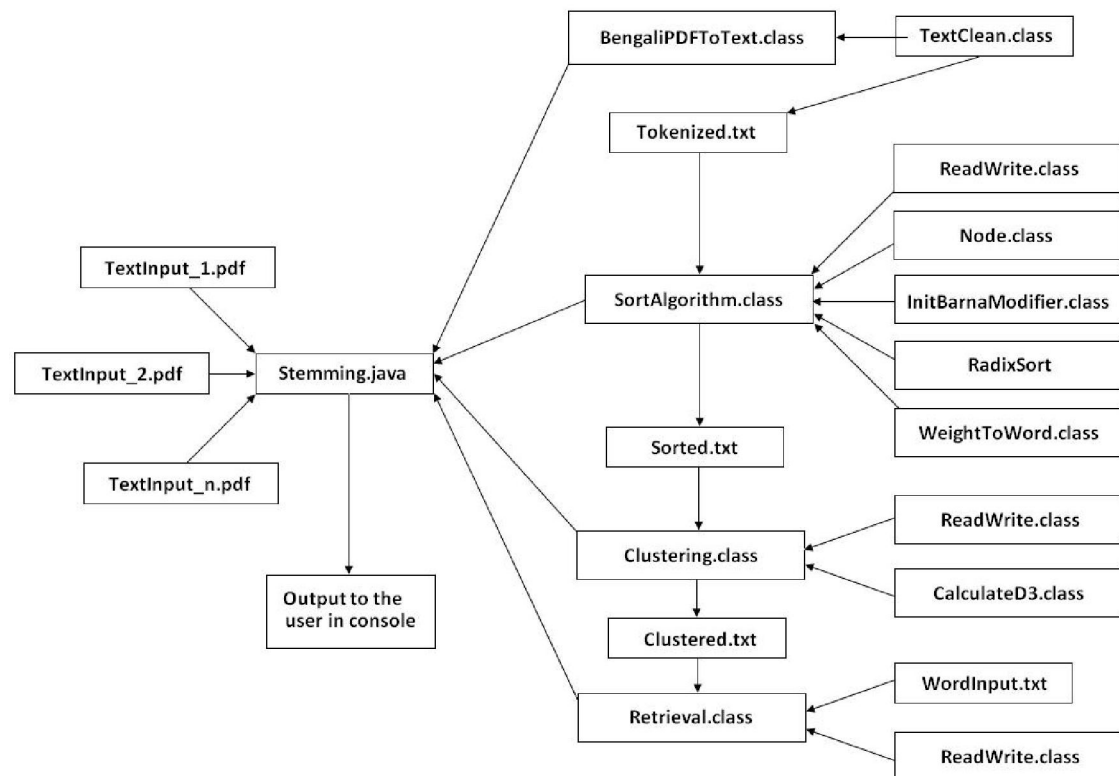 BengaliPDFToText.class
TextClean.class
Tokenized.txt
ReadWrite.class
Node.class
TextInput_1.pdf
SortAlgorithm.class
InitBarnaModifier.class
TextInput_2.pdf
Stemming.java
RadixSort
WeightToWord.class
Sorted.txt
TextInput_n.pdf
ReadWrite.class
Clustering.class
CalculateD3.class
Output to the
user in console
Clustered.txt
WordInput.txt
Retrieval.class
ReadWrite.class